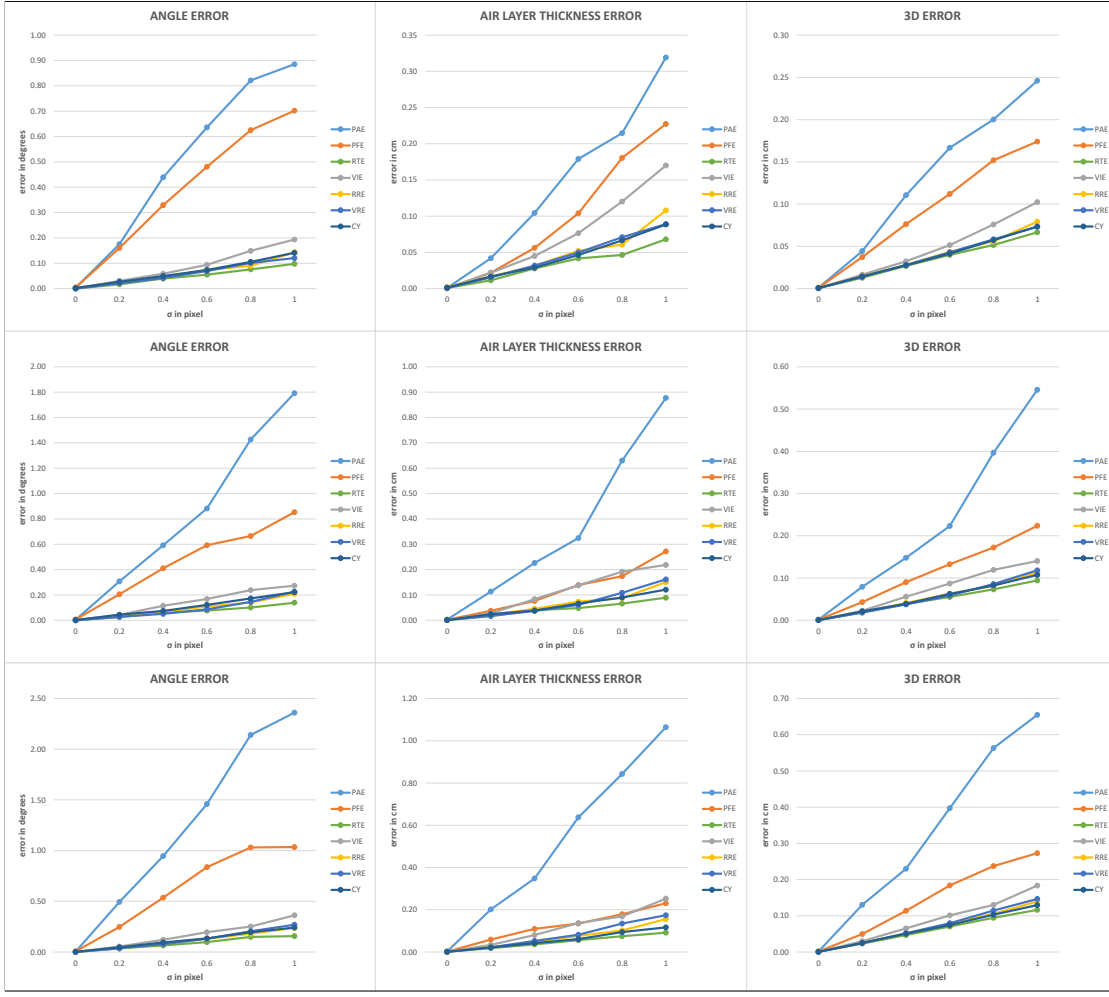 ANGLE ERROR
1.00
0.90
0.80
0.70
0.60
0.50
0.40
0.30
0.20
0.10
0.00
error in degrees
0 0.2 0.4 0.6 0.8 1
σ in pixel
PAE
PFE
RTE
VIE
RRE
VRE
CY
AIR LAYER THICKNESS ERROR
0.35
0.30
0.25
0.20
0.15
0.10
0.05
0.00
error in cm
0 0.2 0.4 0.6 0.8 1
σ in pixel
PAE
PFE
RTE
VIE
RRE
VRE
CY
3D ERROR
0.30
0.25
0.20
0.15
0.10
0.05
0.00
error in cm
0 0.2 0.4 0.6 0.8 1
σ in pixel
PAE
PFE
RTE
VIE
RRE
VRE
CY
ANGLE ERROR
2.00
1.80
1.60
1.40
1.20
1.00
0.80
0.60
0.40
0.20
0.00
error in degrees
0 0.2 0.4 0.6 0.8 1
σ in pixel
PAE
PFE
RTE
VIE
RRE
VRE
CY
AIR LAYER THICKNESS ERROR
1.00
0.90
0.80
0.70
0.60
0.50
0.40
0.30
0.20
0.10
0.00
error in cm
0 0.2 0.4 0.6 0.8 1
σ in pixel
PAE
PFE
RTE
VIE
RRE
VRE
CY
3D ERROR
0.60
0.50
0.40
0.30
0.20
0.10
0.00
error in cm
0 0.2 0.4 0.6 0.8 1
σ in pixel
PAE
PFE
RTE
VIE
RRE
VRE
CY
ANGLE ERROR
2.50
2.00
1.50
1.00
0.50
0.00
error in degrees
0 0.2 0.4 0.6 0.8 1
σ in pixel
PAE
PFE
RTE
VIE
RRE
VRE
CY
AIR LAYER THICKNESS ERROR
1.20
1.00
0.80
0.60
0.40
0.20
0.00
error in cm
0 0.2 0.4 0.6 0.8 1
σ in pixel
PAE
PFE
RTE
VIE
RRE
VRE
CY
3D ERROR
0.70
0.60
0.50
0.40
0.30
0.20
0.10
0.00
error in cm
0 0.2 0.4 0.6 0.8 1
σ in pixel
PAE
PFE
RTE
VIE
RRE
VRE
CY